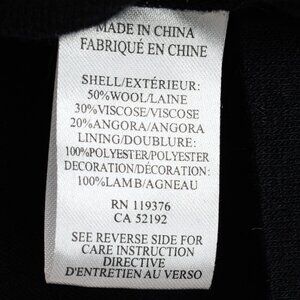 MADE IN CHINA
FABRIQUÉ EN CHINE
SHELL/EXTÉRIEUR:
50%WOOL/LAINE
30%VISCOSE/VISCOSE
20%ANGORA/ANGORA
LINING/DOUBLURE:
100%POLYESTER/POLYESTER
DECORATION/DÉCORATION:
100%LAMB/AGNEAU
RN 119376
CA 52192
SEE REVERSE SIDE FOR
CARE INSTRUCTION
DIRECTIVE
D'ENTRETIEN AU VERSO